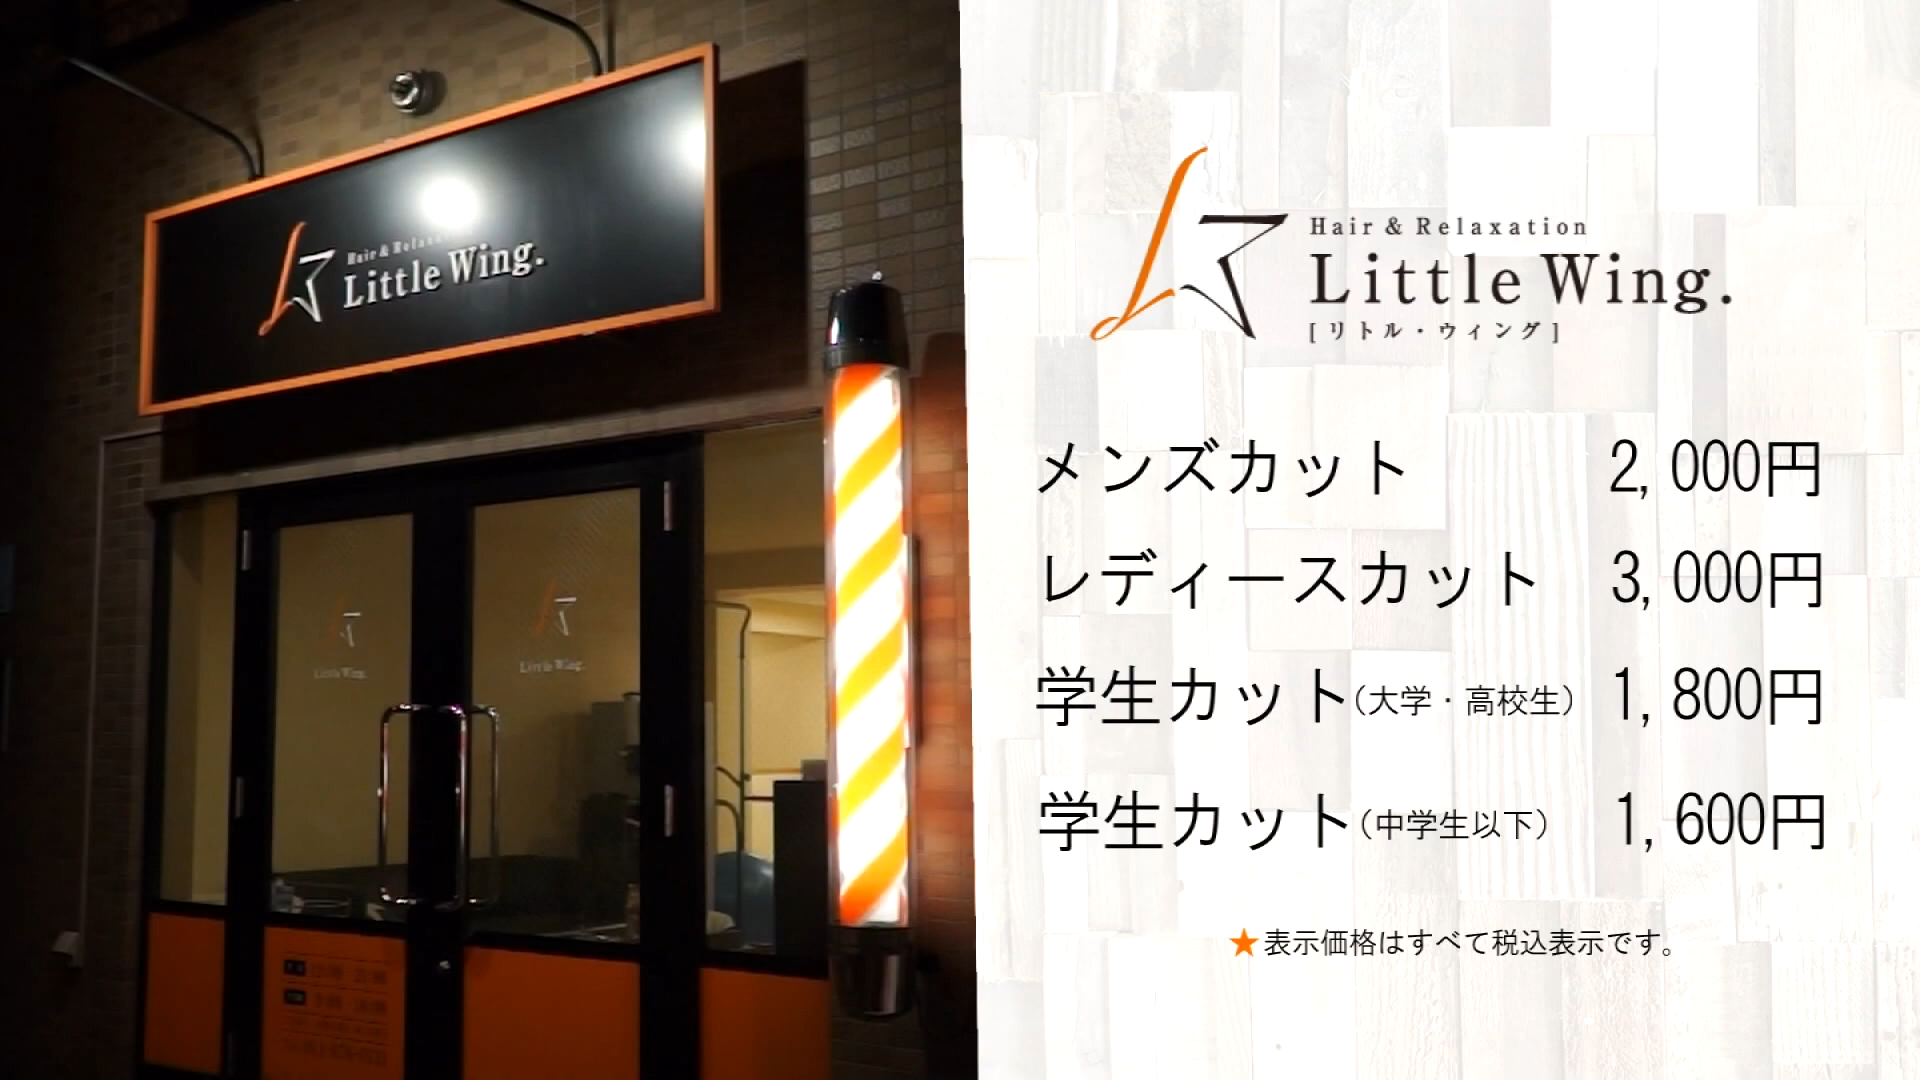 Hair & Relaxation
Little Wing.
Little Wing.
Little Wing.
Hair & Relaxation
Little Wing.
[リトル・ウィング]
メンズカット 2,000円
レディースカット 3,000円
学生カット(大学・高校生) 1,800円
学生カット(中学生以下) 1,600円
★表示価格はすべて税込表示です。